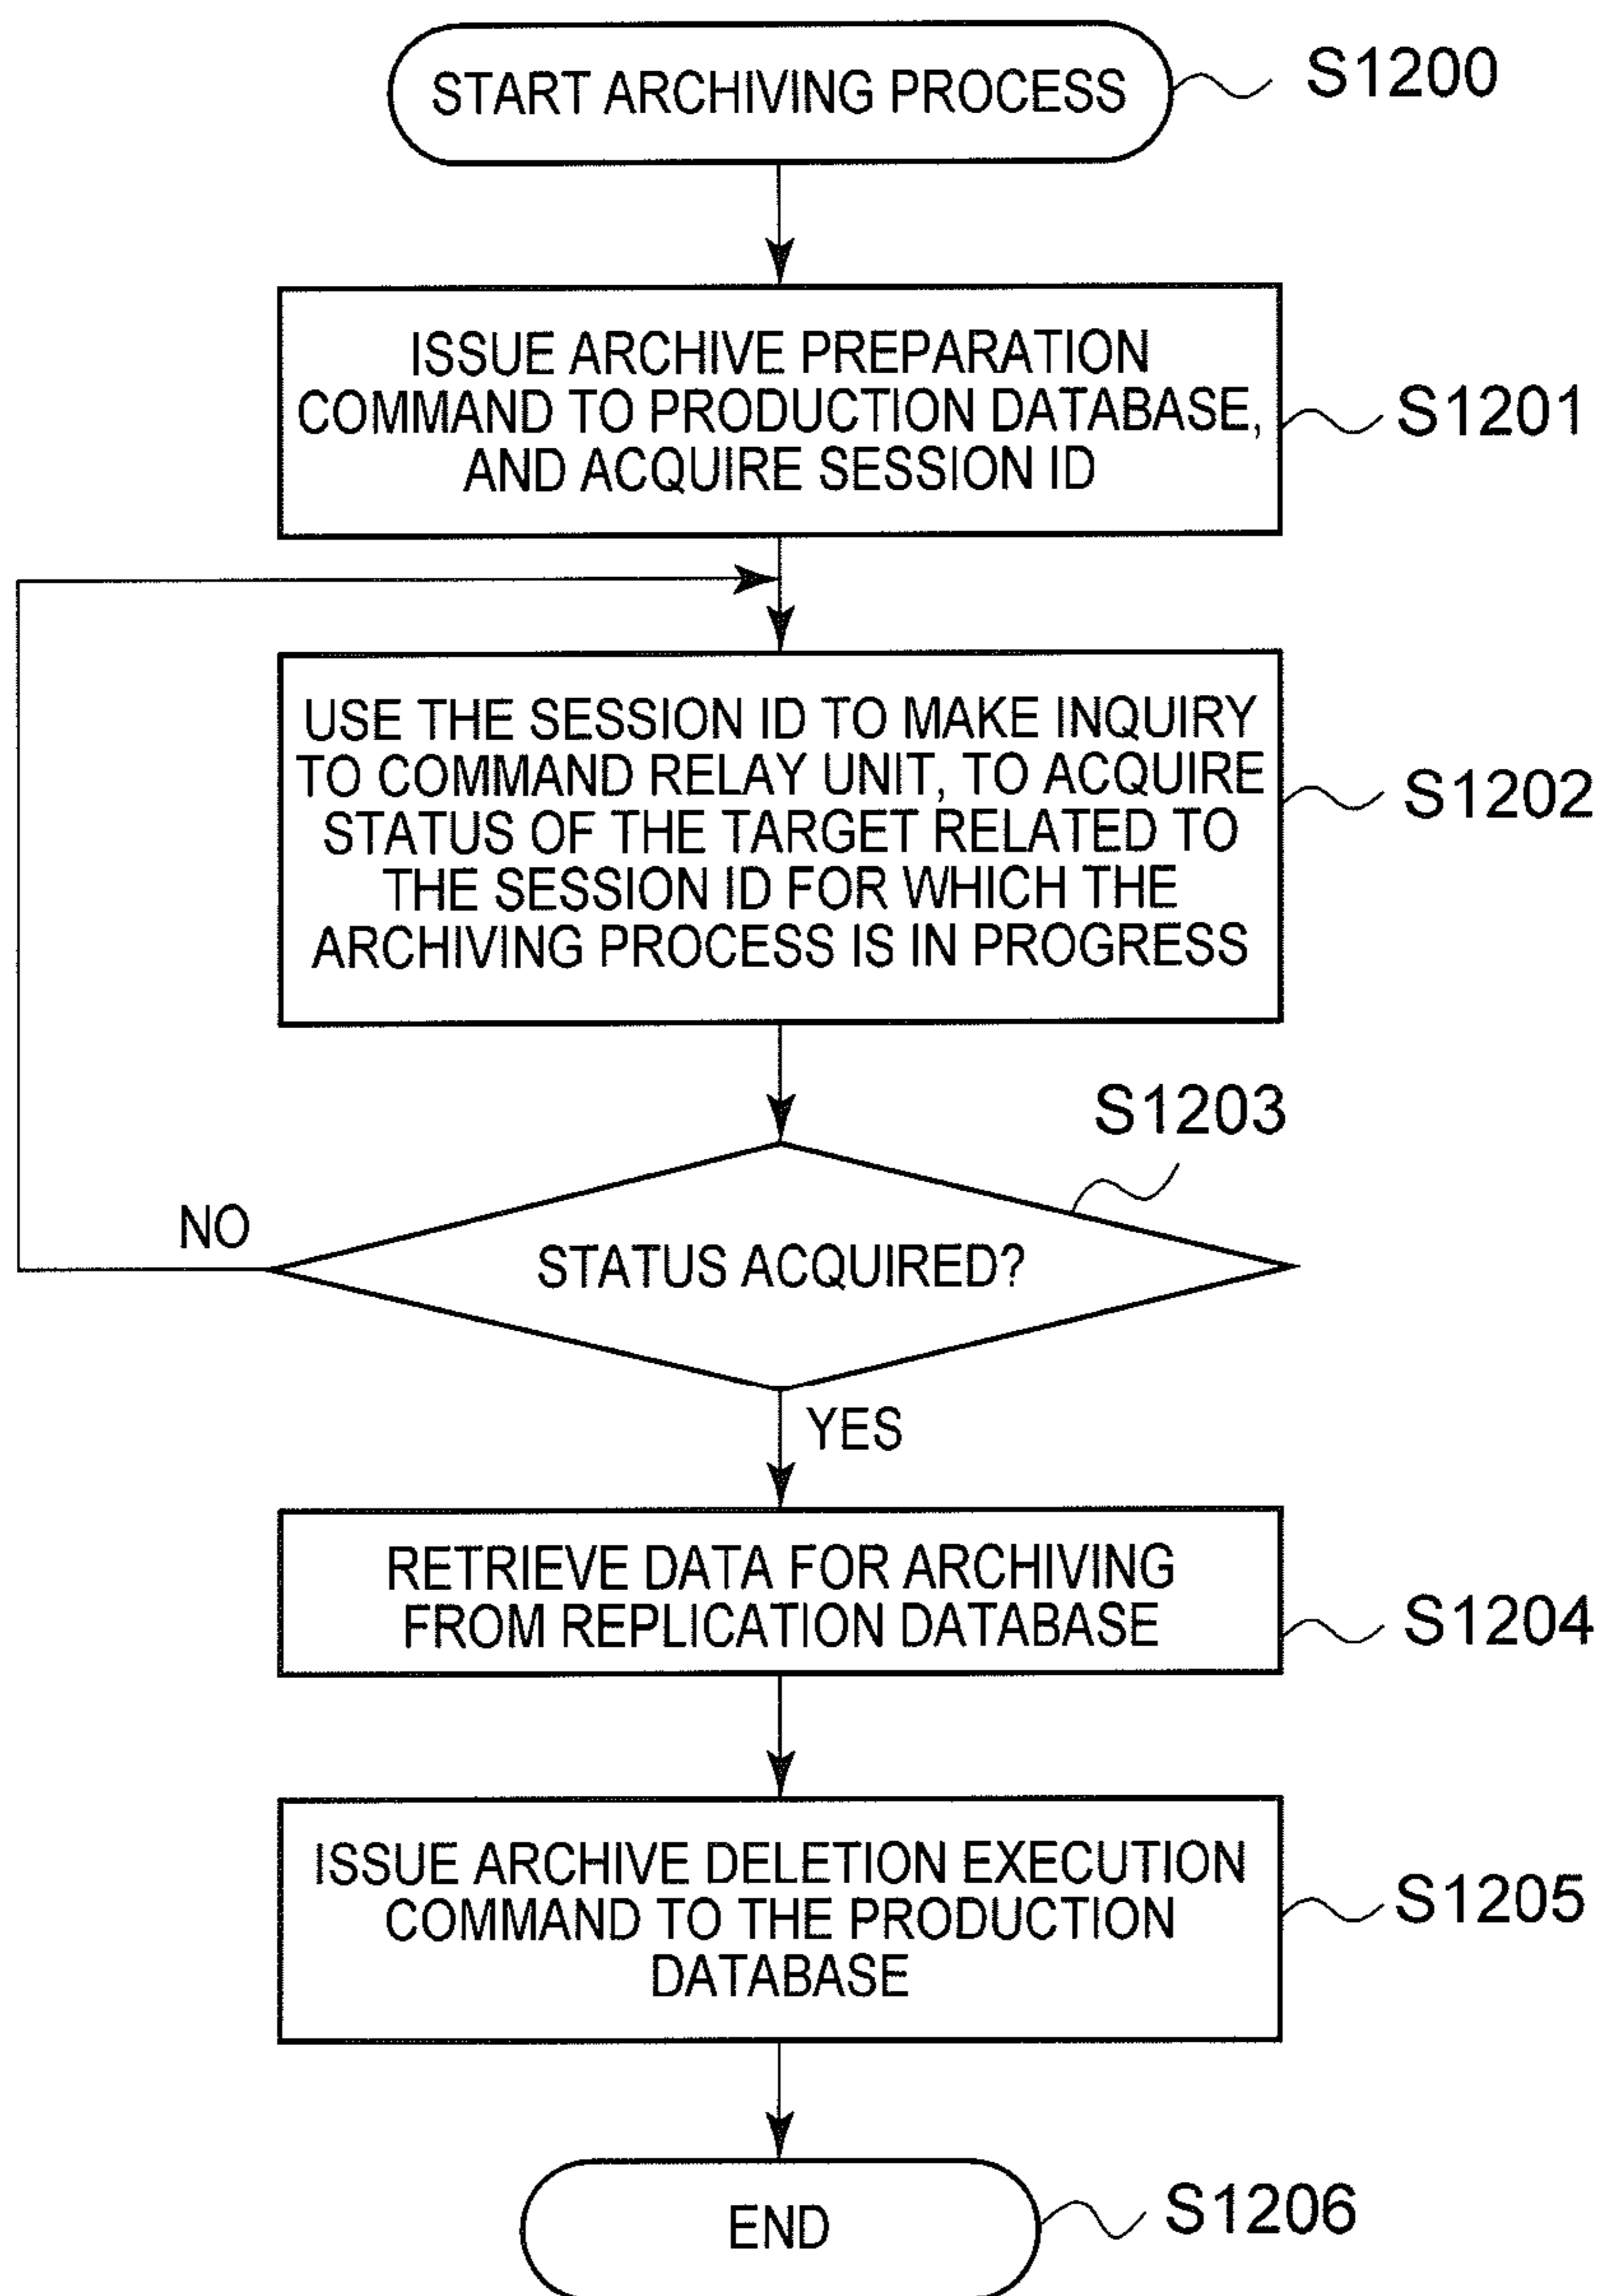 START ARCHIVING PROCESS
S1200
ISSUE ARCHIVE PREPARATION
COMMAND TO PRODUCTION DATABASE,
AND ACQUIRE SESSION ID
S1201
USE THE SESSION ID TO MAKE INQUIRY
TO COMMAND RELAY UNIT, TO ACQUIRE
STATUS OF THE TARGET RELATED TO
THE SESSION ID FOR WHICH THE
ARCHIVING PROCESS IS IN PROGRESS
S1202
S1203
NO
STATUS ACQUIRED?
YES
RETRIEVE DATA FOR ARCHIVING
FROM REPLICATION DATABASE
S1204
ISSUE ARCHIVE DELETION EXECUTION
COMMAND TO THE PRODUCTION
DATABASE
S1205
END
S1206